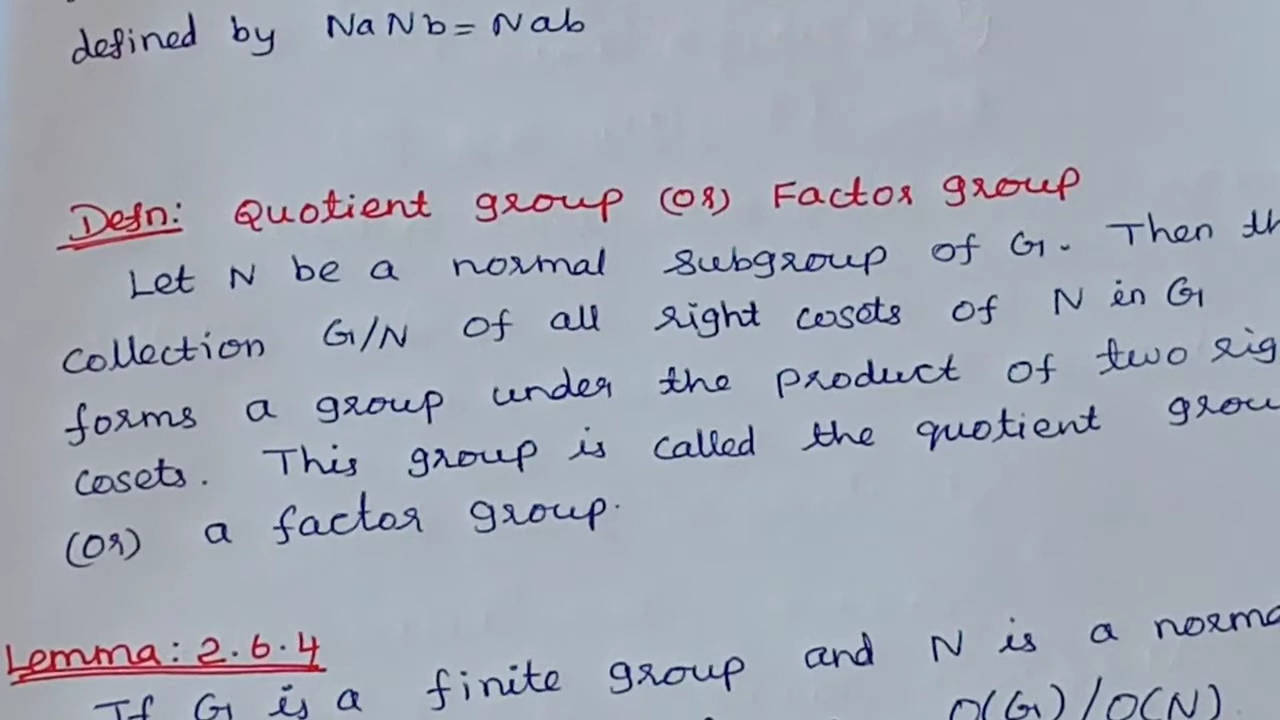 defined by NaNb = Nab
Defn: Quotient group (or) Factor group
Let N be a normal subgroup of G. Then
collection G/N of all right cosets of N in G
forms a group under the product of two
cosets. This group is called the quotient
(or) a factor group.
Lemma: 2.6.4
If G is a finite group and N is a
O(G)/O(N)